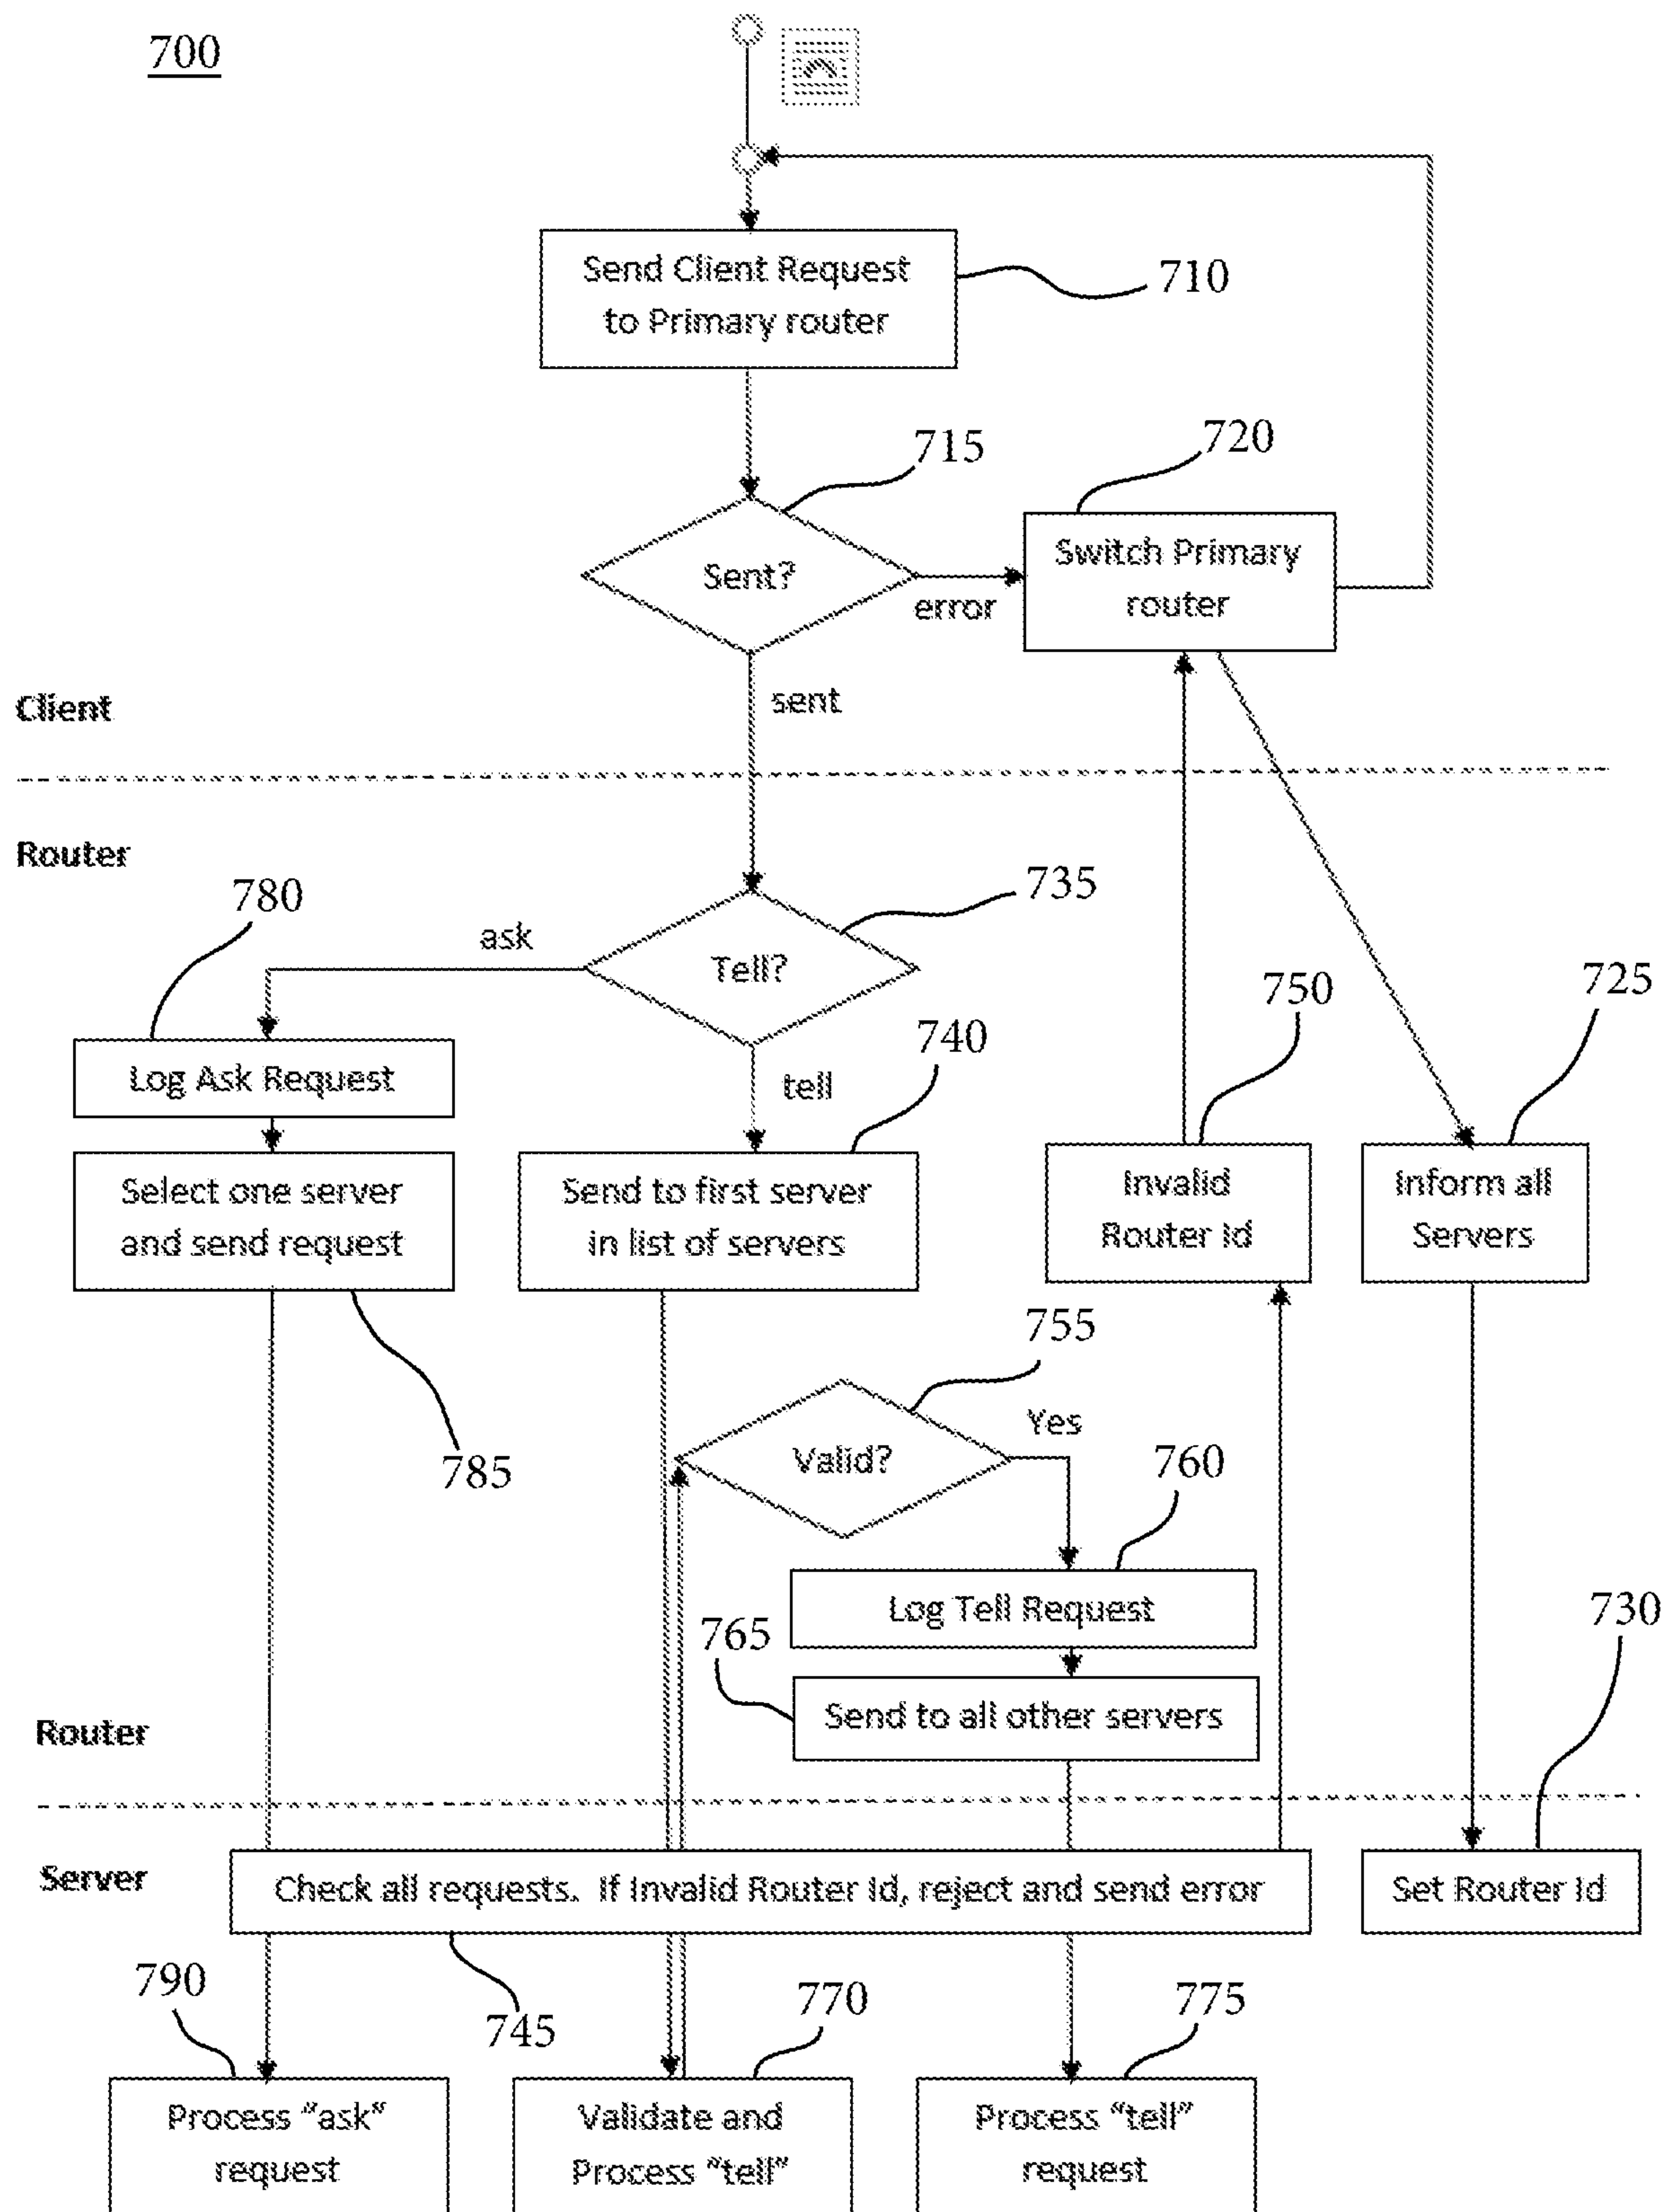 700
Send Client Request
to Primary router
710
715
720
Sent?
error
Switch Primary
router
sent
Client
Router
780
735
ask
Tell?
750
725
740
Log Ask Request
tell
Select one server
and send request
Send to first server
in list of servers
Invalid
Router Id
Inform all
Servers
755
Yes
785
Valid?
760
Log Tell Request
765
730
Send to all other servers
Router
Server
Check all requests. If Invalid Router Id, reject and send error
Set Router Id
790
745
770
775
Process "ask"
request
Validate and
Process "tell"
Process "tell"
request